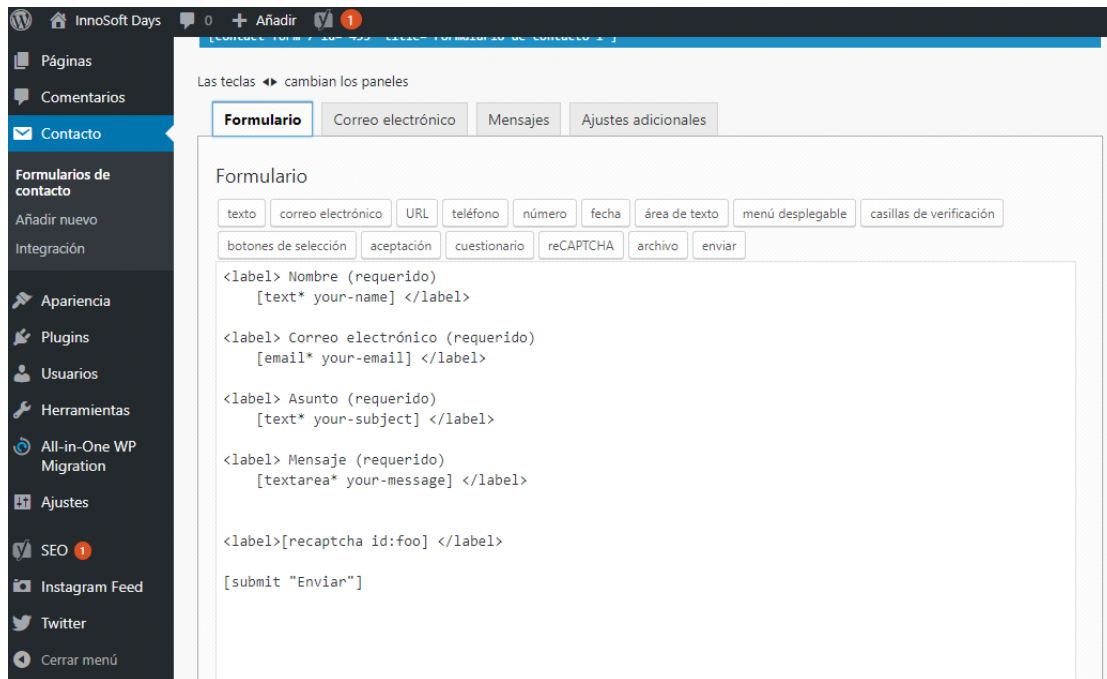 InnoSoft Days 0 Añadir 1
Páginas
Comentarios
Contacto
Formularios de
contacto
Añadir nuevo
Integración
Apariencia
Plugins
Usuarios
Herramientas
All-in-One WP
Migration
Ajustes
SEO 1
Instagram Feed
Twitter
Cerrar menú
Las teclas ◂▸ cambian los paneles
Formulario Correo electrónico Mensajes Ajustes adicionales
Formulario
texto correo electrónico URL teléfono número fecha área de texto menú desplegable casillas de verificación
botones de selección aceptación cuestionario reCAPTCHA archivo enviar
<label> Nombre (requerido)
[text* your-name] </label>
<label> Correo electrónico (requerido)
[email* your-email] </label>
<label> Asunto (requerido)
[text* your-subject] </label>
<label> Mensaje (requerido)
[textarea* your-message] </label>
<label>[recaptcha id:foo] </label>
[submit "Enviar"]